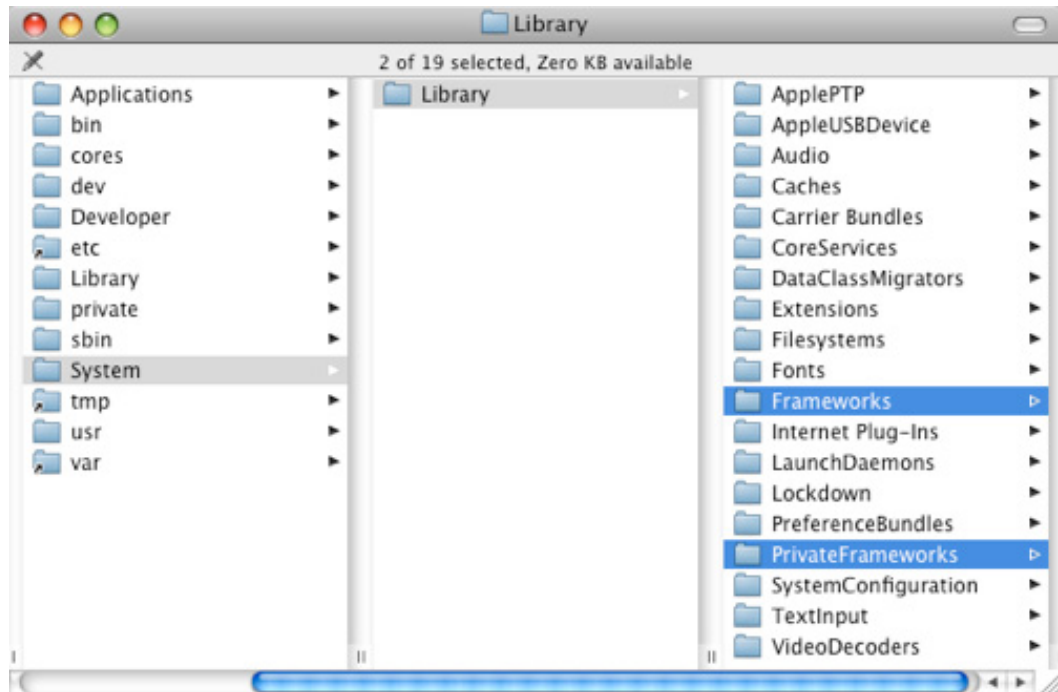 Library
2 of 19 selected, Zero KB available
Applications
bin
cores
dev
Developer
etc
Library
private
sbin
System
tmp
usr
var
Library
ApplePTP
AppleUSBDevice
Audio
Caches
Carrier Bundles
CoreServices
DataClassMigrators
Extensions
Filesystems
Fonts
Frameworks
Internet Plug-Ins
LaunchDaemons
Lockdown
PreferenceBundles
PrivateFrameworks
SystemConfiguration
TextInput
VideoDecoders